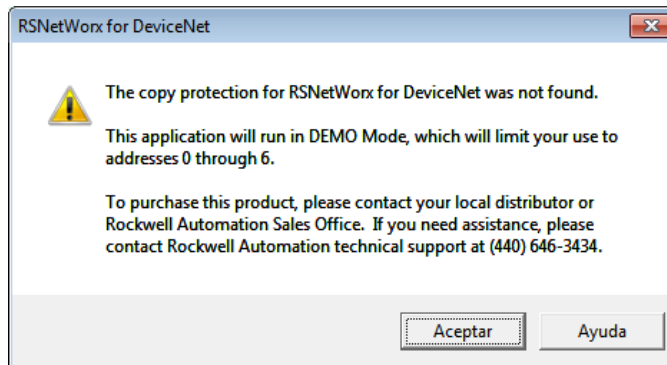 RSNetWorx for DeviceNet
The copy protection for RSNetWorx for DeviceNet was not found.
This application will run in DEMO Mode, which will limit your use to
addresses 0 through 6.
To purchase this product, please contact your local distributor or
Rockwell Automation Sales Office.  If you need assistance, please
contact Rockwell Automation technical support at (440) 646-3434.
Aceptar
Ayuda